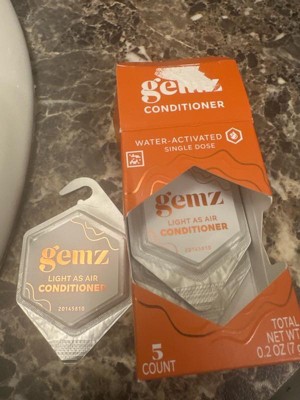 gemz
CONDITIONER
WATER-ACTIVATED
SINGLE DOSE
gemz
LIGHT AS AIR
CONDITIONER
5
COUNT
TOTAL
NET WT
0.2 OZ (7
gemz
LIGHT AS AIR
CONDITIONER